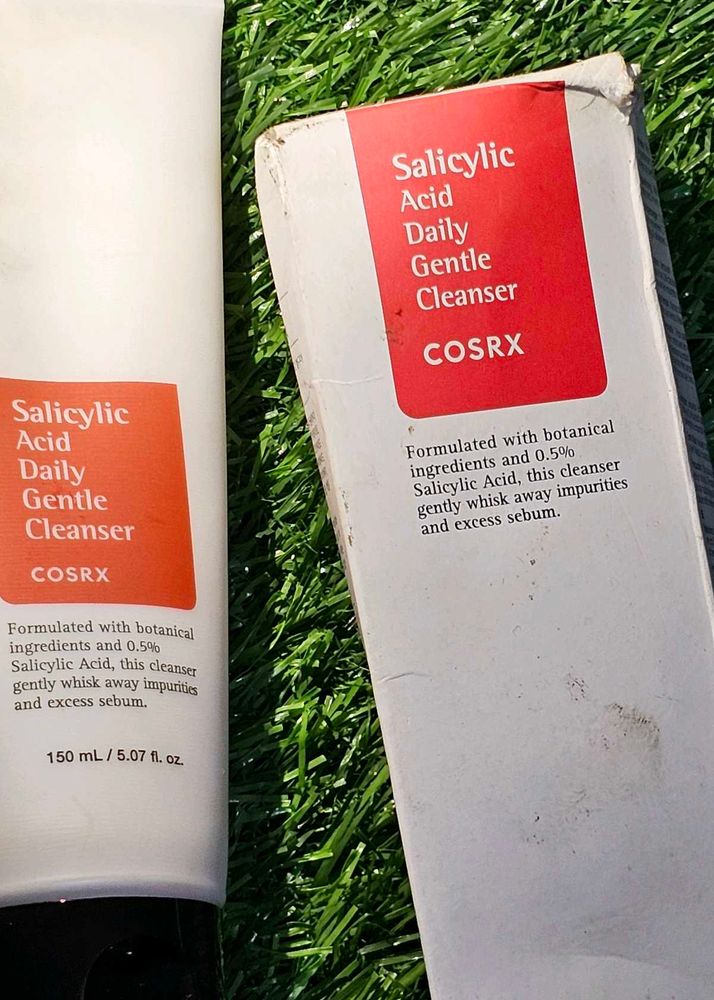 Salicylic
Acid
Daily
Gentle
Cleanser
COSRX
Formulated with botanical
ingredients and 0.5%
Salicylic Acid, this cleanser
gently whisk away impurities
and excess sebum.
150 mL / 5.07 fl. oz.
Salicylic
Acid
Daily
Gentle
Cleanser
COSRX
Formulated with botanical
ingredients and 0.5%
Salicylic Acid, this cleanser
gently whisk away impurities
and excess sebum.